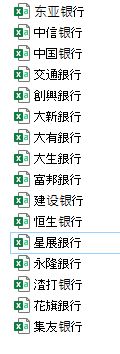 东亚银行
中信银行
中国银行
交通銀行
創興銀行
大新銀行
大有銀行
大生銀行
富邦銀行
建设银行
恒生银行
星展銀行
永隆銀行
渣打银行
花旗銀行
集友银行